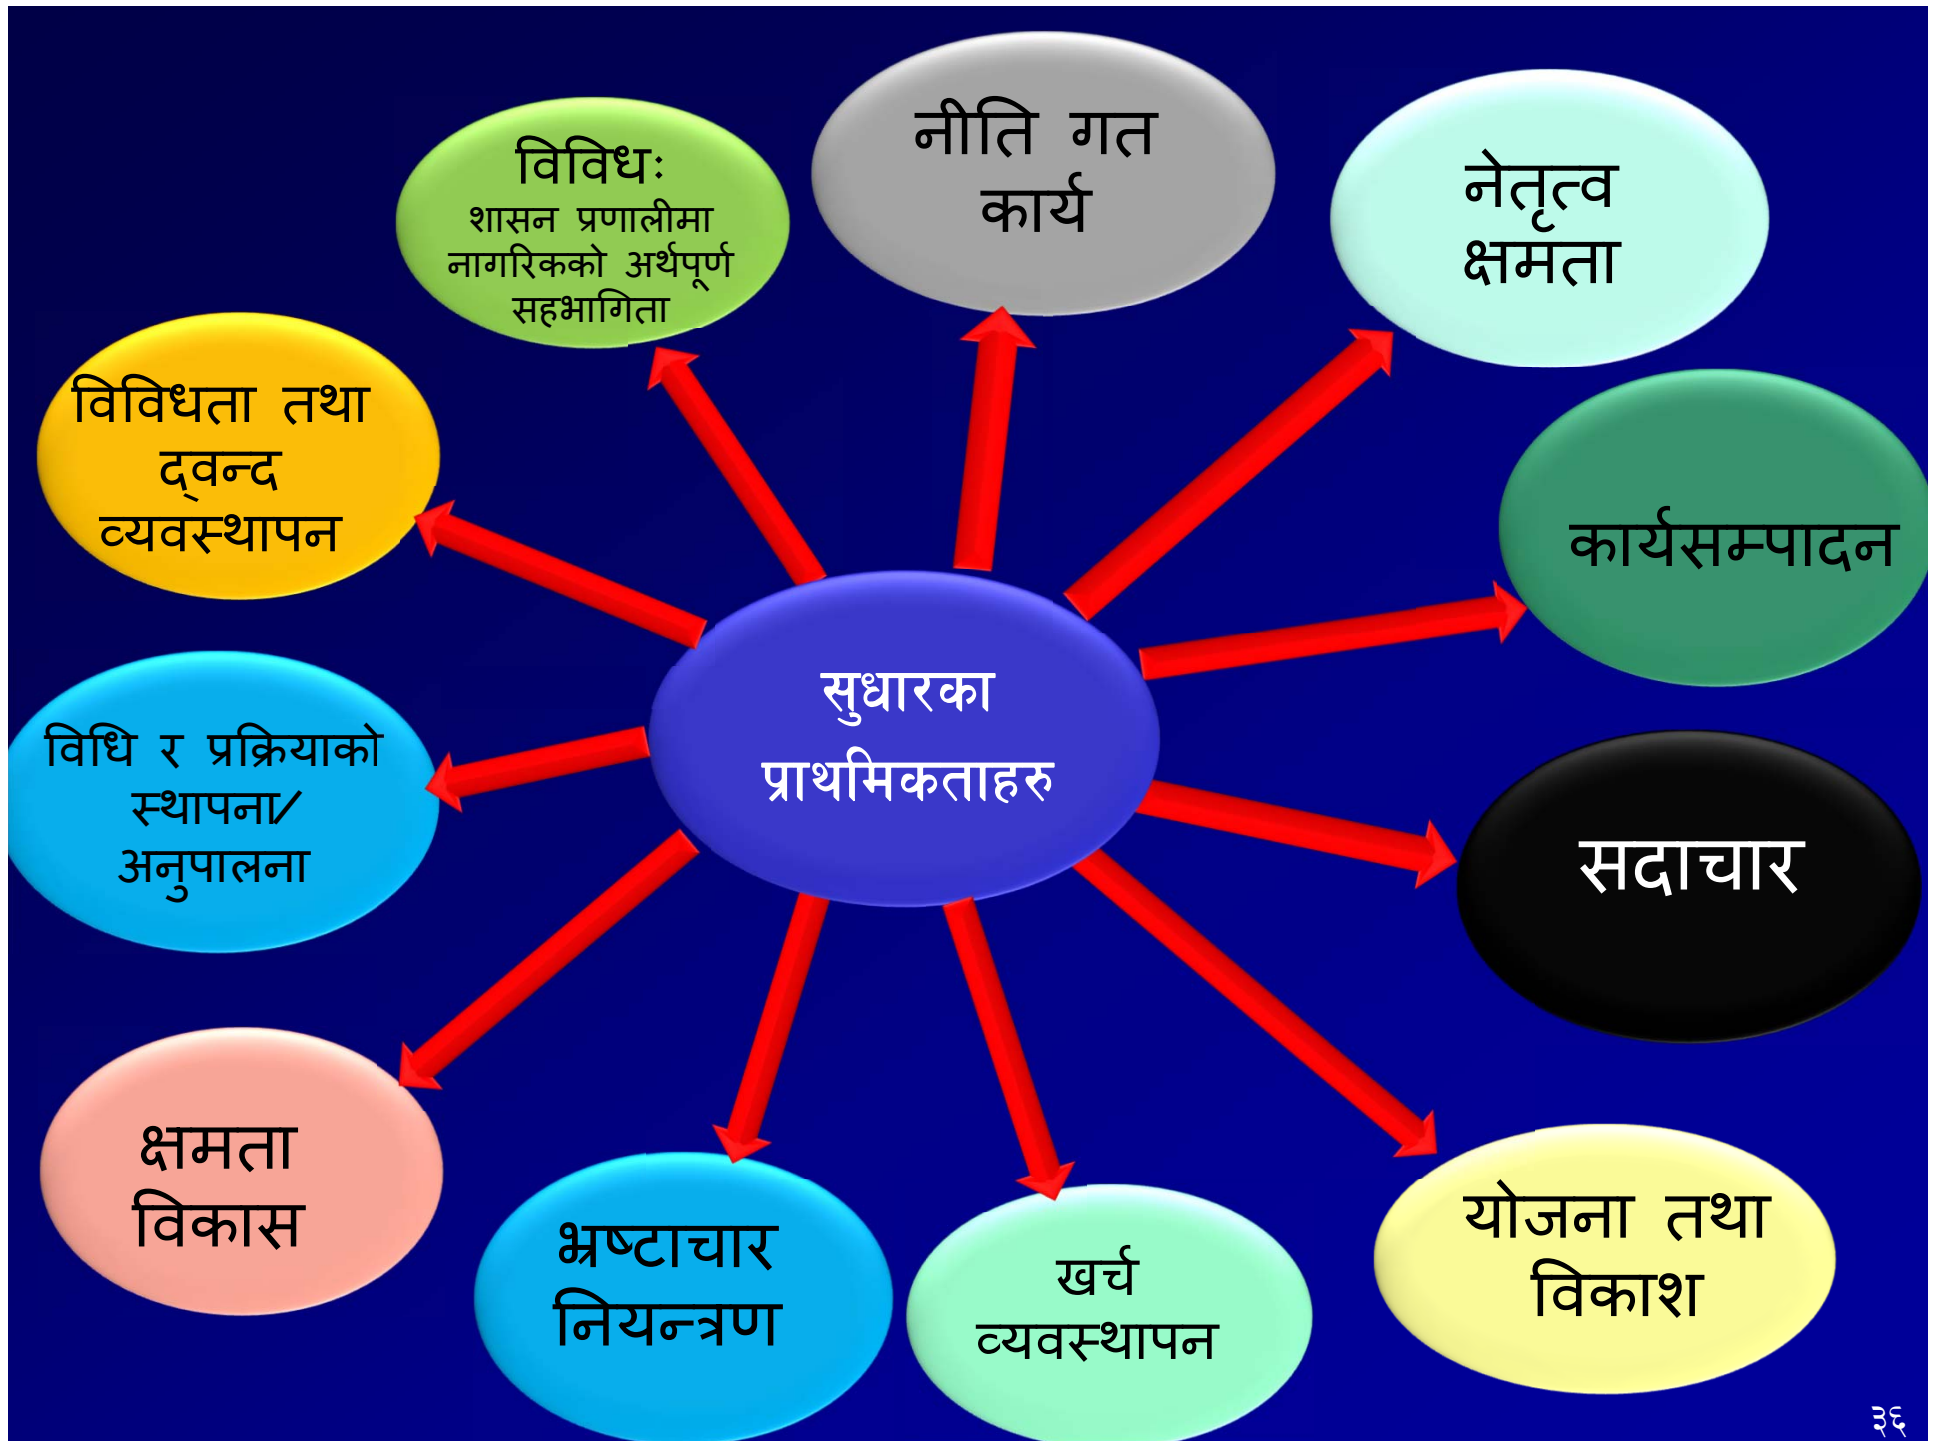 नीति गत
कार्य
नेतृत्व
क्षमता
कार्यसम्पादन
सदाचार
योजना तथा
विकाश
खर्च
व्यवस्थापन
भ्रष्टाचार
नियन्त्रण
क्षमता
विकास
विधि र प्रक्रियाको
स्थापना/
अनुपालना
विविधता तथा
द्वन्द
व्यवस्थापन
विविधः
शासन प्रणालीमा
नागरिकको अर्थपूर्ण
सहभागिता
सुधारका
प्राथमिकताहरु
३६